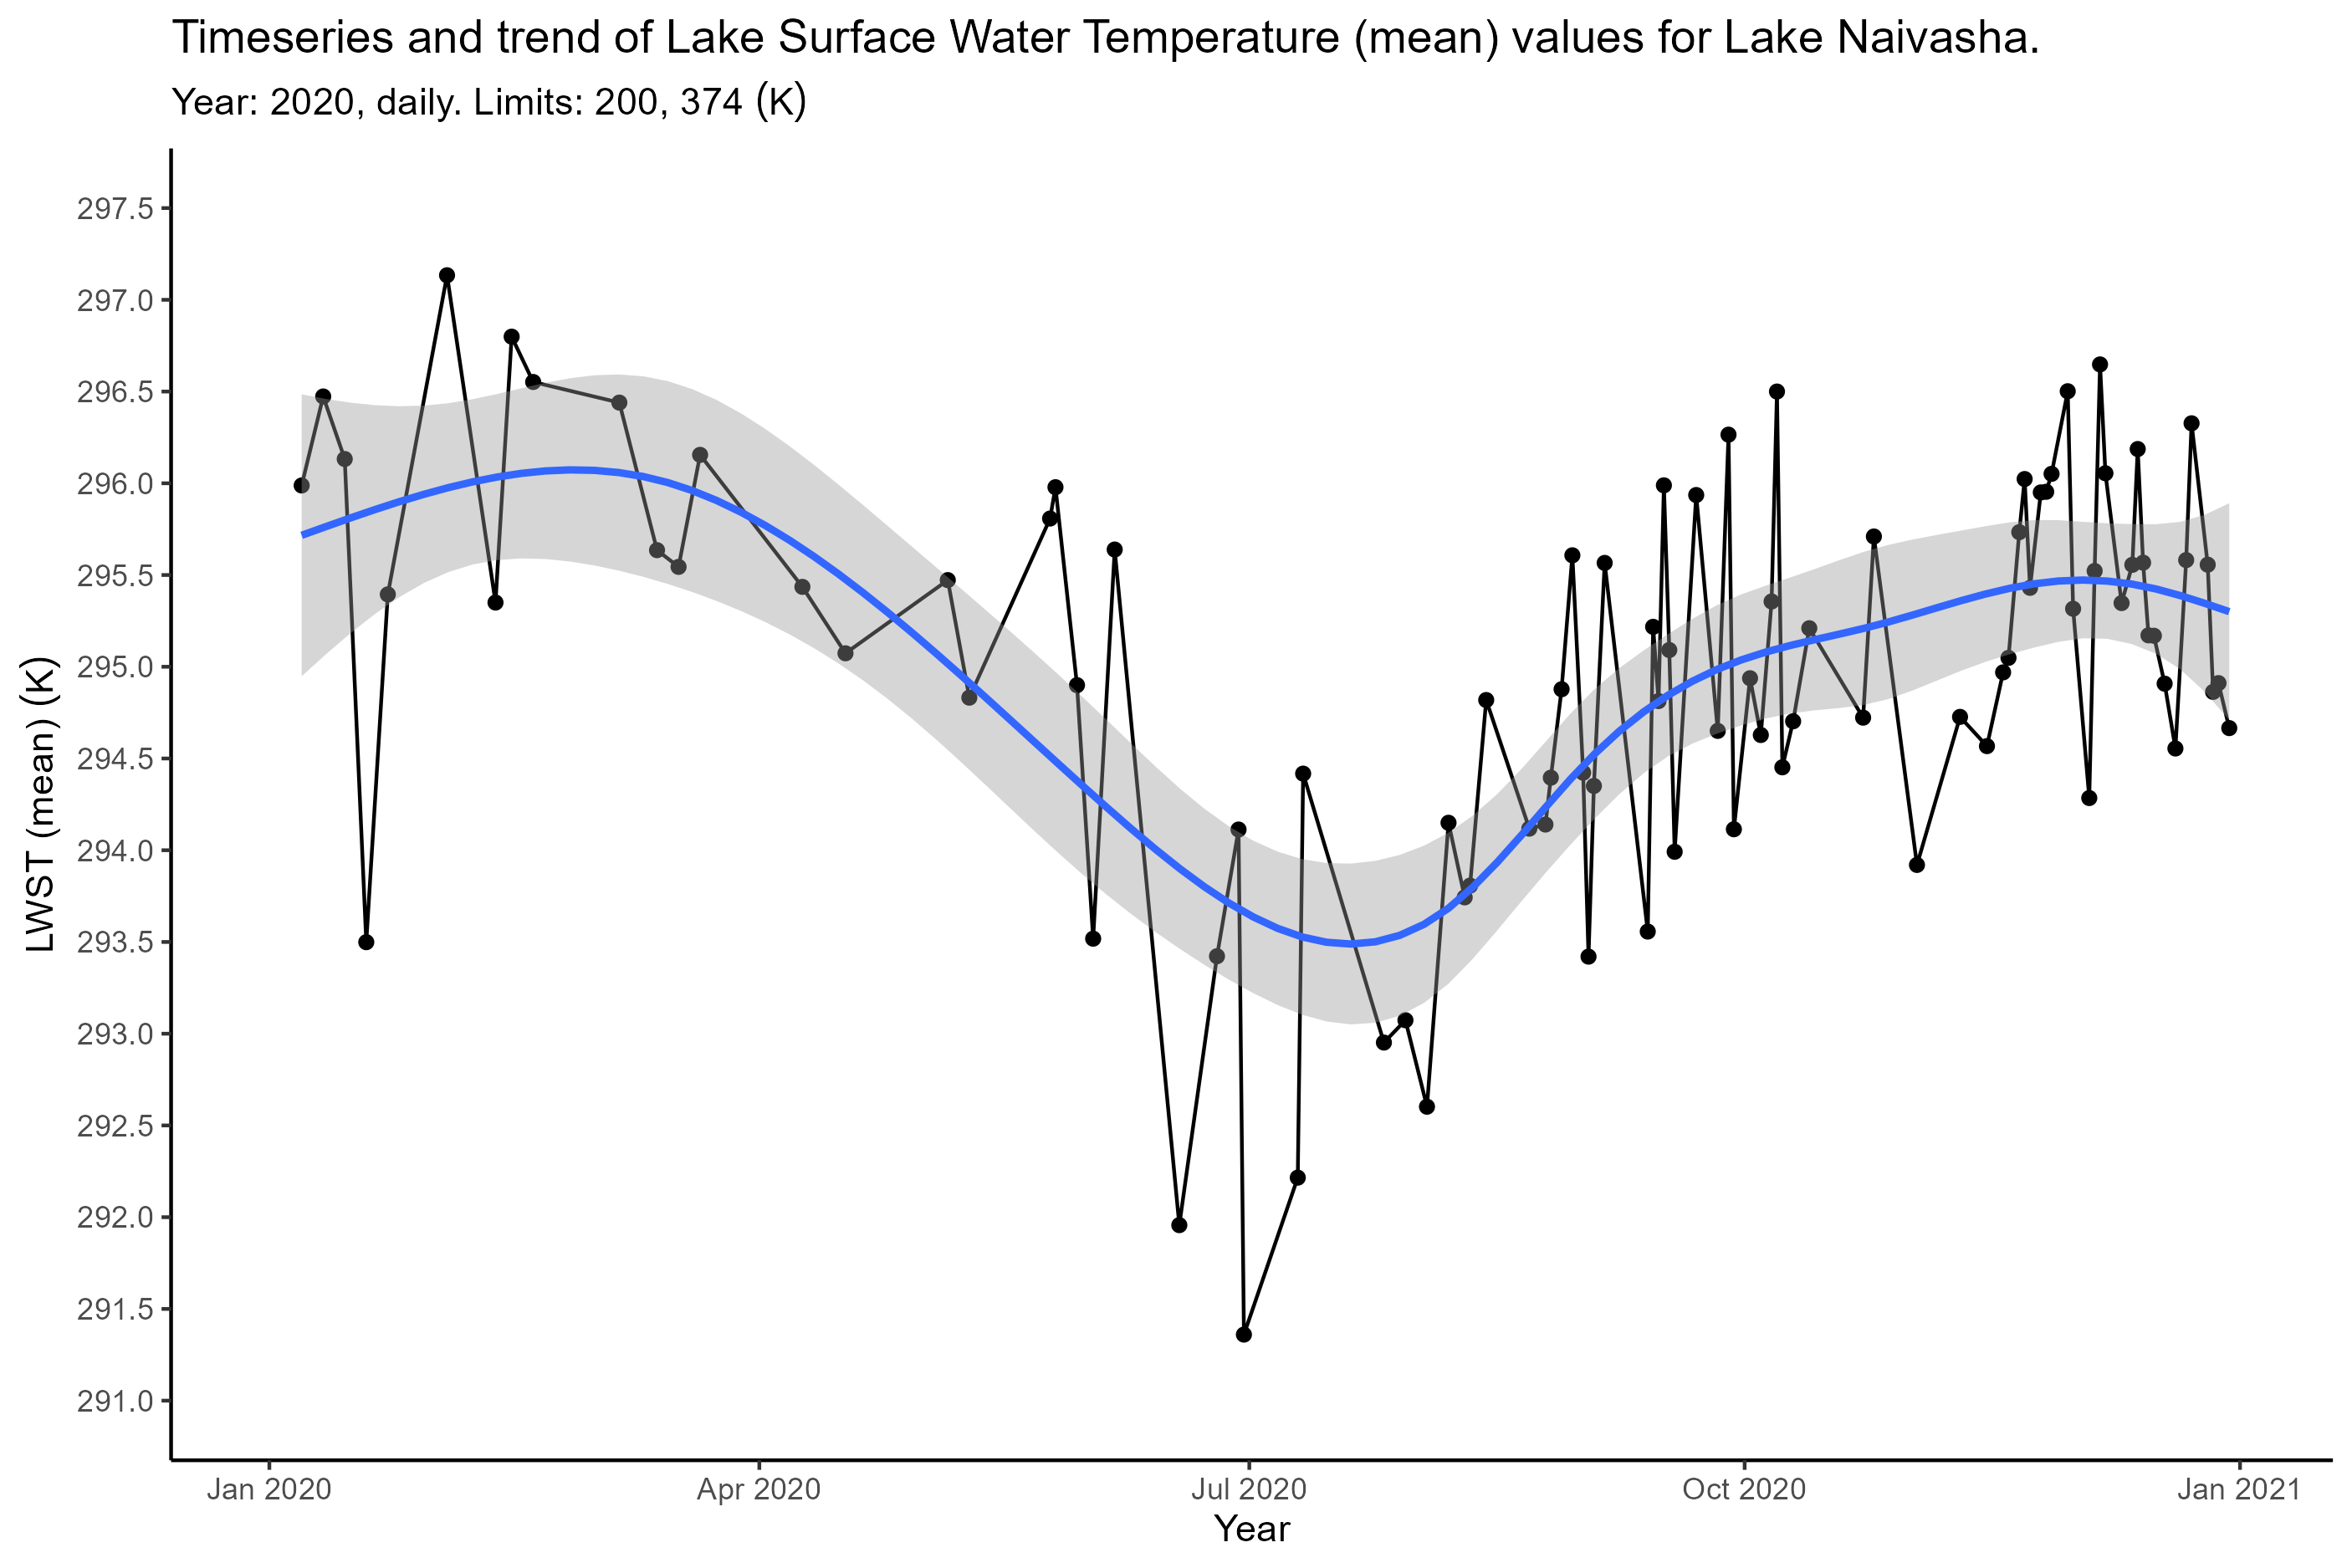 Timeseries and trend of Lake Surface Water Temperature (mean) values for Lake Naivasha.
Year: 2020, daily. Limits: 200, 374 (K)
LWST (mean) (K)
297.5
297.0
296.5
296.0
295.5
295.0
294.5
294.0
293.5
293.0
292.5
292.0
291.5
291.0
Jan 2020
Apr 2020
Jul 2020
Oct 2020
Jan 2021
Year